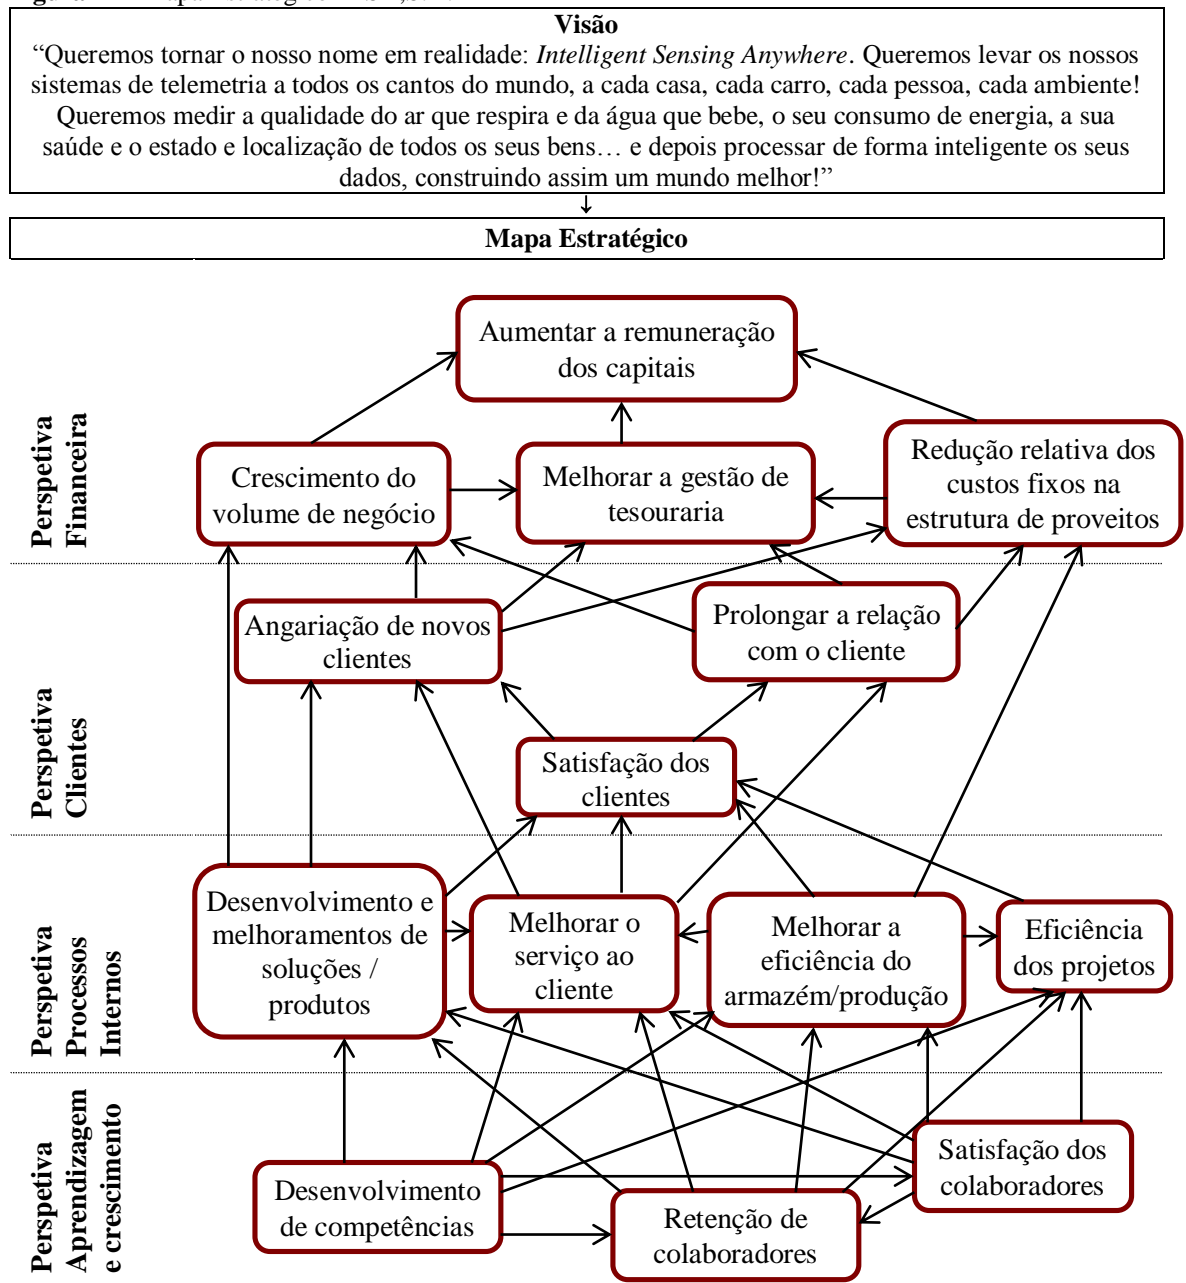 Visão
“Queremos tornar o nosso nome em realidade: Intelligent Sensing Anywhere. Queremos levar os nossos
sistemas de telemetria a todos os cantos do mundo, a cada casa, cada carro, cada pessoa, cada ambiente!
Queremos medir a qualidade do ar que respira e da água que bebe, o seu consumo de energia, a sua
saúde e o estado e localização de todos os seus bens… e depois processar de forma inteligente os seus
dados, construindo assim um mundo melhor!”
Mapa Estratégico
Perspetiva
Financeira
Aumentar a remuneração
dos capitais
Crescimento do
volume de negócio
Melhorar a gestão de
tesouraria
Redução relativa dos
custos fixos na
estrutura de proveitos
Perspetiva
Clientes
Angariação de novos
clientes
Prolongar a relação
com o cliente
Satisfação dos
clientes
Perspetiva
Processos
Internos
Desenvolvimento e
melhoramentos de
soluções /
produtos
Melhorar o
serviço ao
cliente
Melhorar a
eficiência do
armazém/produção
Eficiência
dos projetos
Perspetiva
Aprendizagem
e crescimento
Desenvolvimento
de competências
Retenção de
colaboradores
Satisfação dos
colaboradores